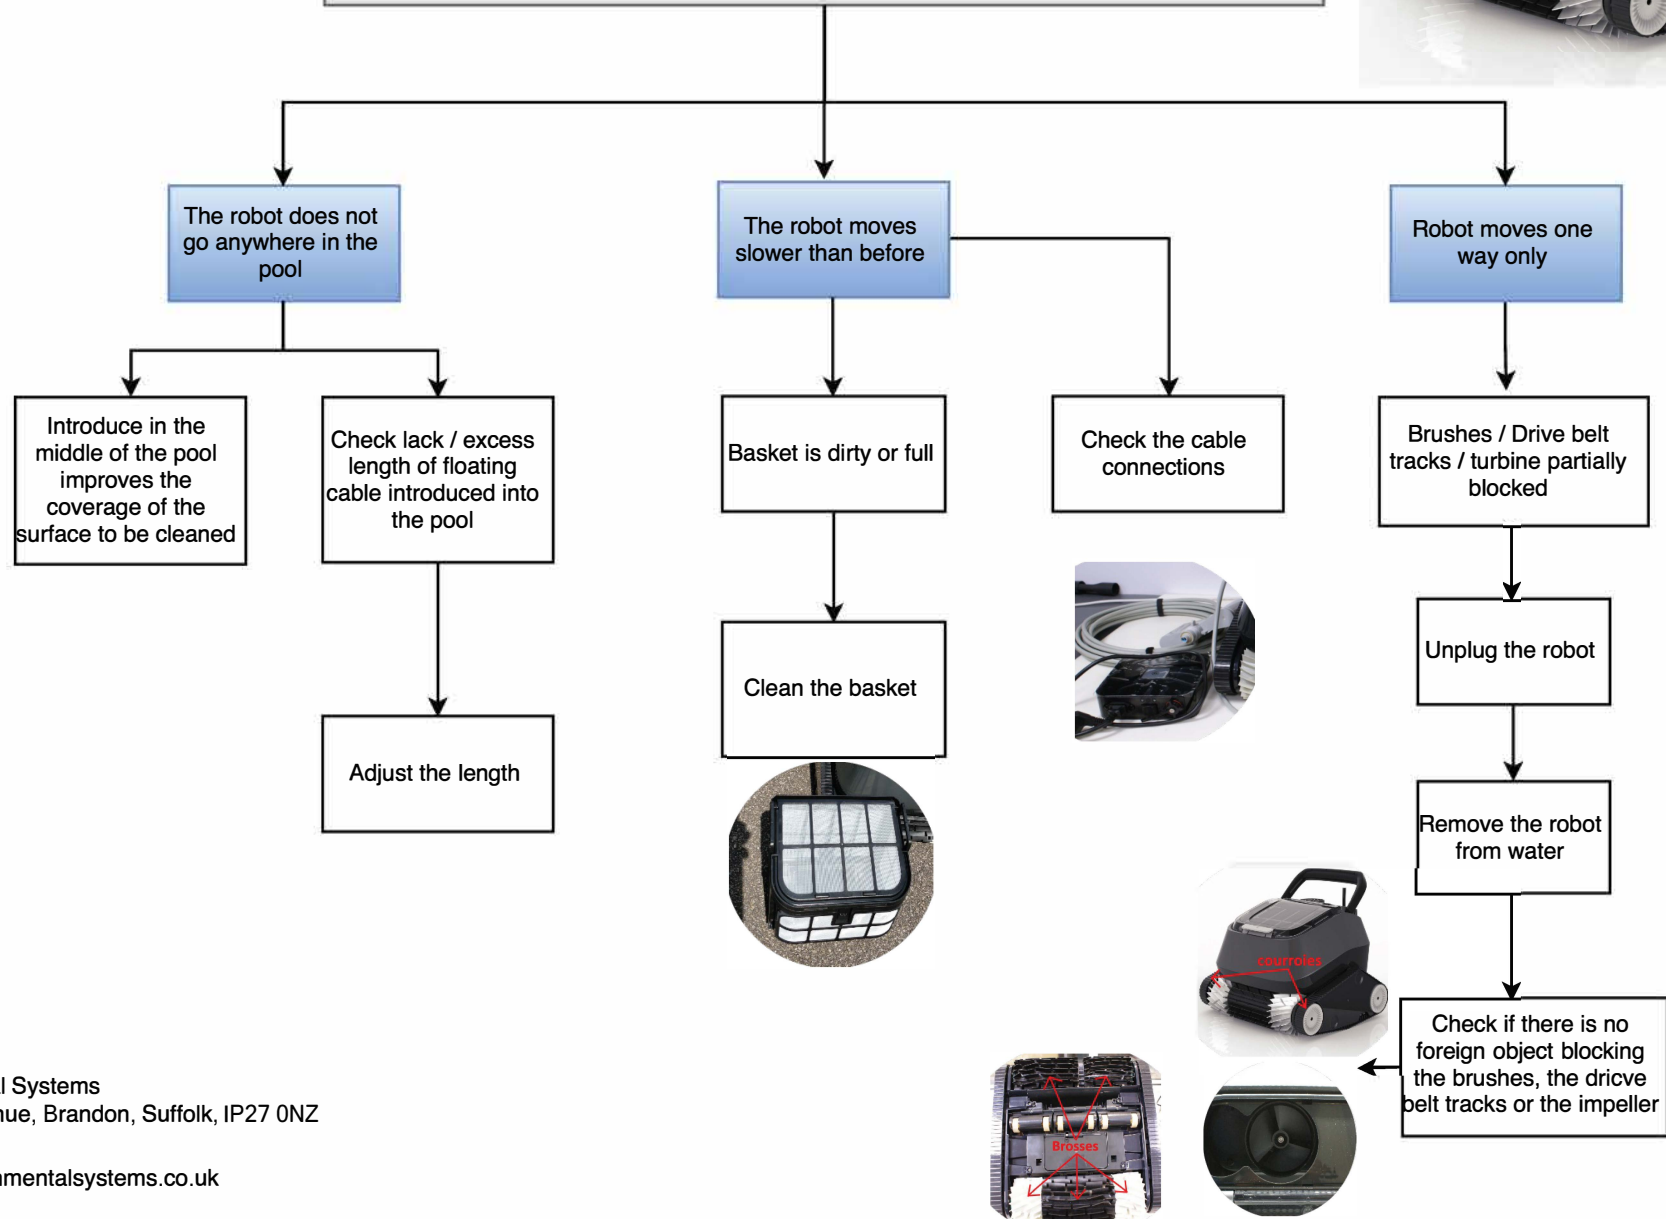 The robot does not
go anywhere in the
pool
The robot moves
slower than before
Robot moves one
way only
Introduce in the
middle of the pool
improves the
coverage of the
surface to be cleaned
Check lack / excess
length of floating
cable introduced into
the pool
Basket is dirty or full
Check the cable
connections
Brushes / Drive belt
tracks / turbine partially
blocked
Unplug the robot
Clean the basket
Adjust the length
Remove the robot
from water
courroies
Check if there is no
foreign object blocking
the brushes, the dricve
belt tracks or the impeller
Brosses
Systems
Brandon, Suffolk, IP27 0NZ
nmentalsystems.co.uk